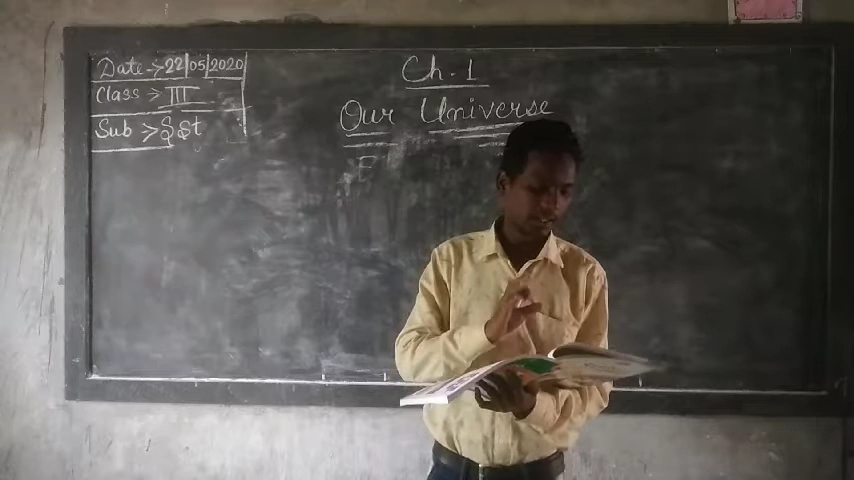 Date → 22/05/2020
Class > III
Sub > SSt
Ch. 1
Our Universe